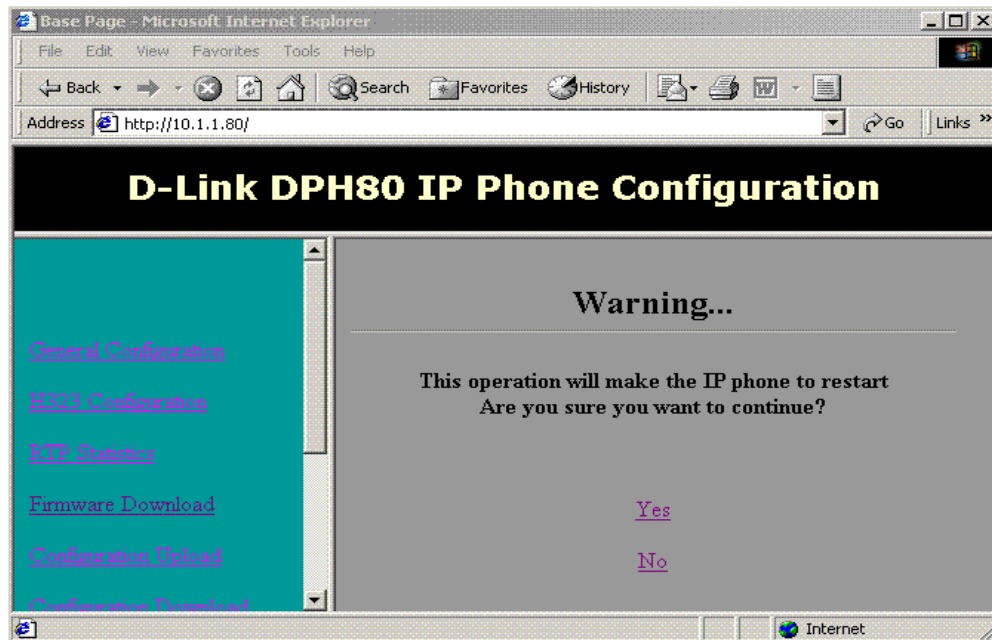 Base Page - Microsoft Internet Explorer
File Edit View Favorites Tools Help
Back Search Favorites History
Address http://10.1.1.80/ Go Links »
D-Link DPH80 IP Phone Configuration
General Configuration
H323 Configuration
RTP Statistics
Firmware Download
Configuration Upload
Configuration Download
Warning...
This operation will make the IP phone to restart
Are you sure you want to continue?
Yes
No
Internet